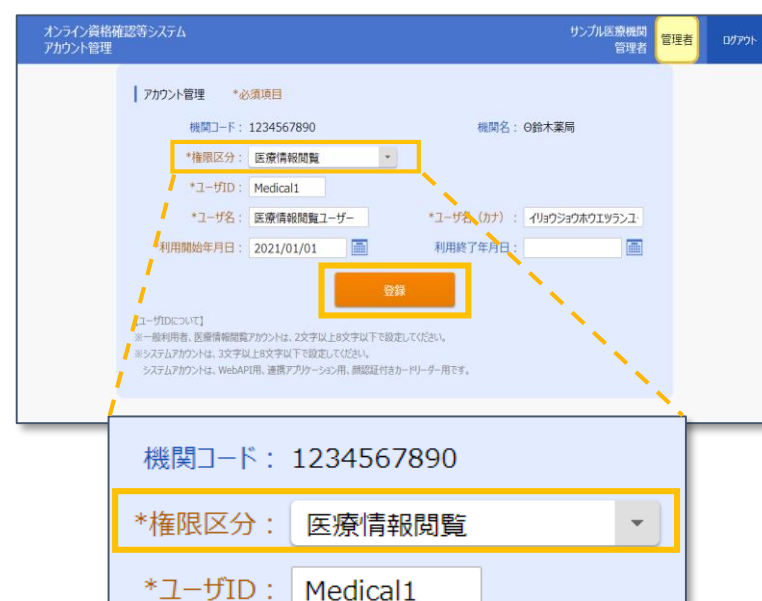 オンライン資格確認等システム
アカウント管理
サンプル医療機関
管理者
管理者
ログアウト
アカウント管理 *必須項目
機関コード： 1234567890 機関名： Θ鈴木薬局
*権限区分： 医療情報閲覧
*ユーザID： Medical1
*ユーザ名： 医療情報閲覧ユーザー *ユーザ名（カナ）： イリョウジョウホウエツランユ
利用開始年月日： 2021/01/01 利用終了年月日：
登録
【ユーザIDについて】
※一般利用者、医療情報閲覧アカウントは、2文字以上8文字以下で設定してください。
※システムアカウントは、3文字以上8文字以下で設定してください。
システムアカウントは、WebAPI用、連携アプリケーション用、顔認証付きカードリーダー用です。
機関コード： 1234567890
*権限区分： 医療情報閲覧
*ユーザID： Medical1